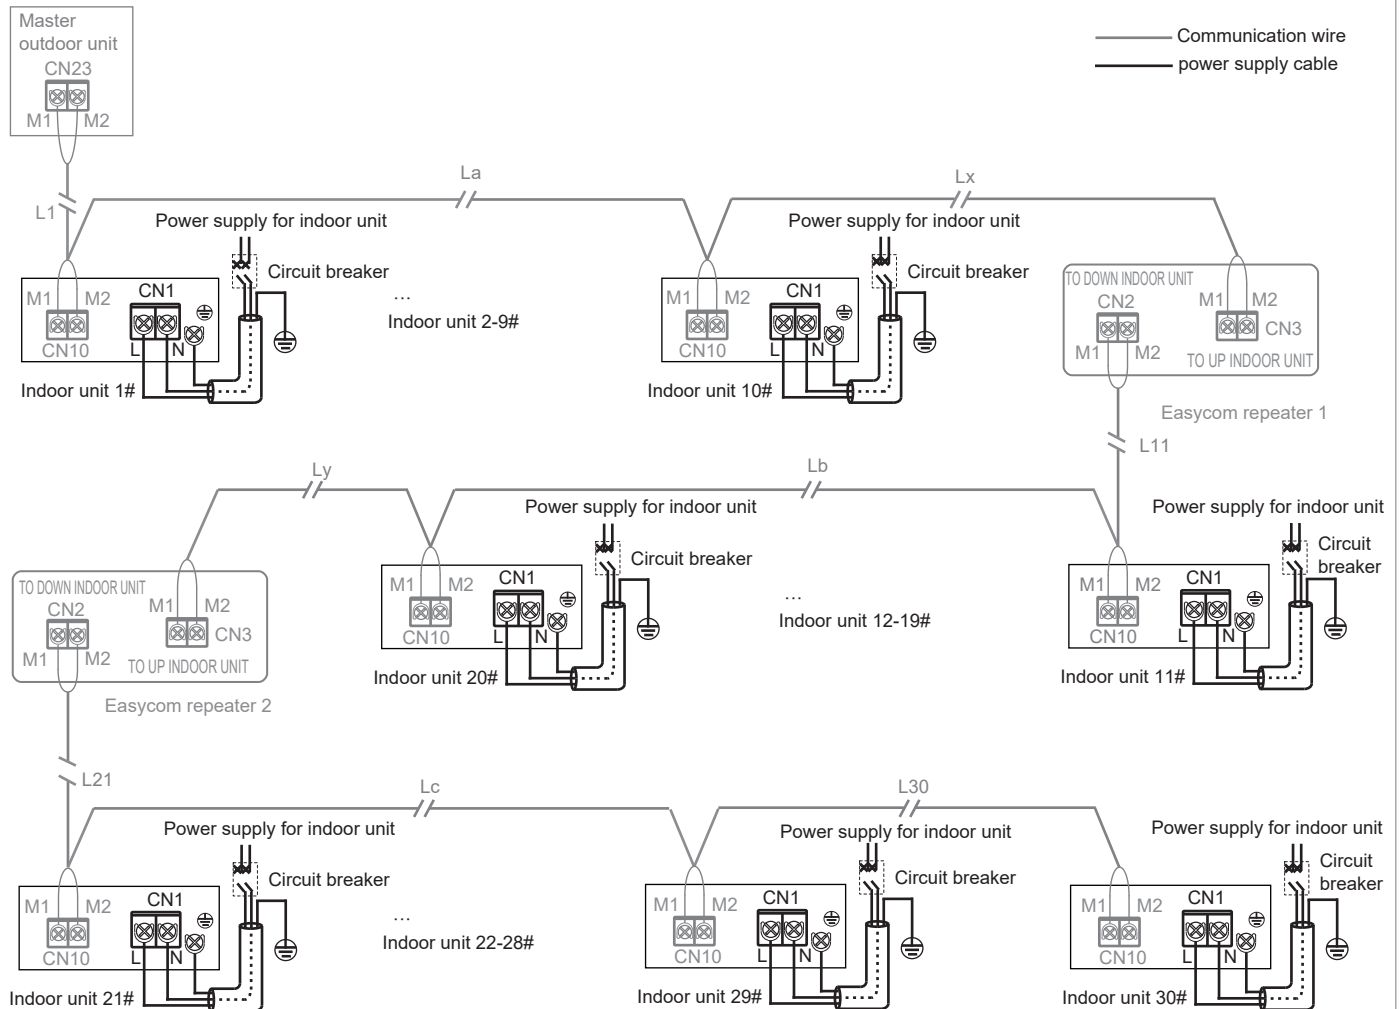 Master
outdoor unit
CN23
M1 M2
Communication wire
power supply cable
L1
La
Lx
Power supply for indoor unit
Circuit breaker
M1 M2
CN1
CN10
L N
Indoor unit 1#
...
Indoor unit 2-9#
Power supply for indoor unit
Circuit breaker
M1 M2
CN1
CN10
L N
Indoor unit 10#
TO DOWN INDOOR UNIT
CN2
M1 M2
M1 M2
CN3
TO UP INDOOR UNIT
Easycom repeater 1
L11
Ly
Lb
TO DOWN INDOOR UNIT
CN2
M1 M2
M1 M2
CN3
TO UP INDOOR UNIT
Easycom repeater 2
Power supply for indoor unit
Circuit breaker
M1 M2
CN1
CN10
L N
Indoor unit 20#
...
Indoor unit 12-19#
Power supply for indoor unit
Circuit
breaker
M1 M2
CN1
CN10
L N
Indoor unit 11#
L21
Lc
L30
Power supply for indoor unit
Circuit breaker
M1 M2
CN1
CN10
L N
Indoor unit 21#
...
Indoor unit 22-28#
Power supply for indoor unit
Circuit breaker
M1 M2
CN1
CN10
L N
Indoor unit 29#
Power supply for indoor unit
Circuit
breaker
M1 M2
CN1
CN10
L N
Indoor unit 30#